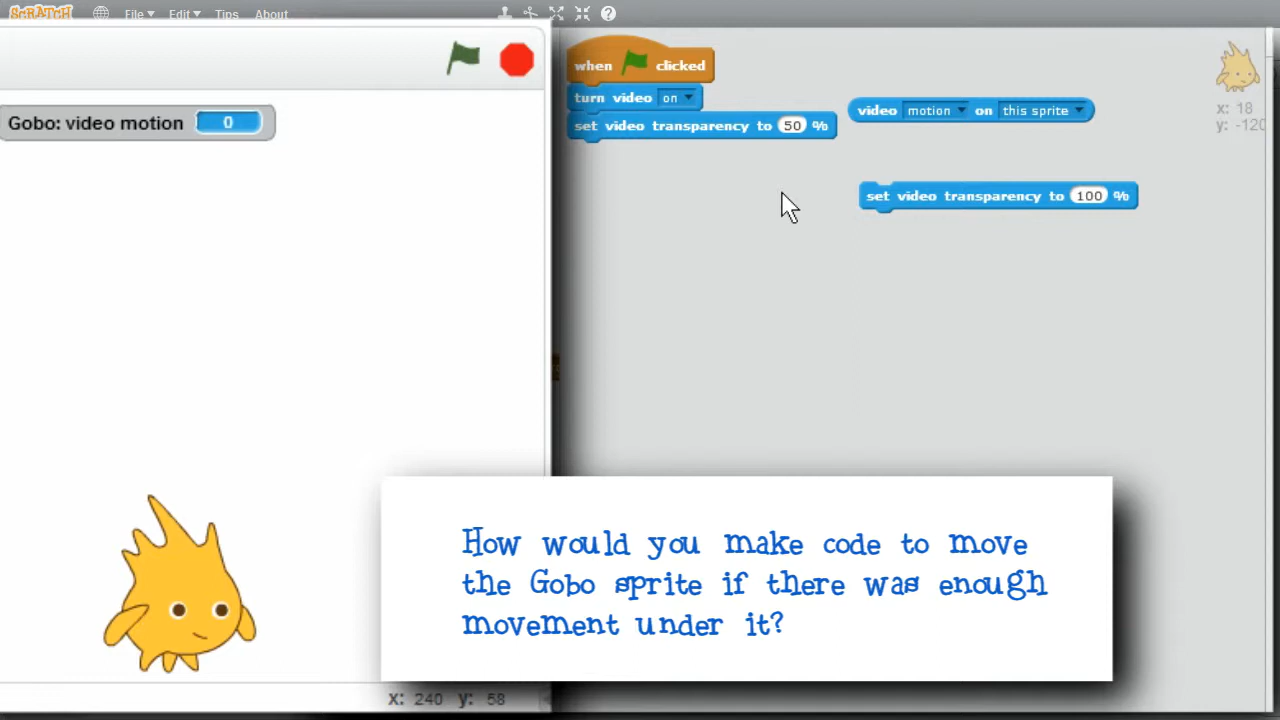 SCRATCH File Edit Tips About
when clicked
turn video on
set video transparency to 50 %
video motion on this sprite
x: 18
y: -120
Gobo: video motion 0
set video transparency to 100 %
How would you make code to move
the Gobo sprite if there was enough
movement under it?
x: 240 y: 58